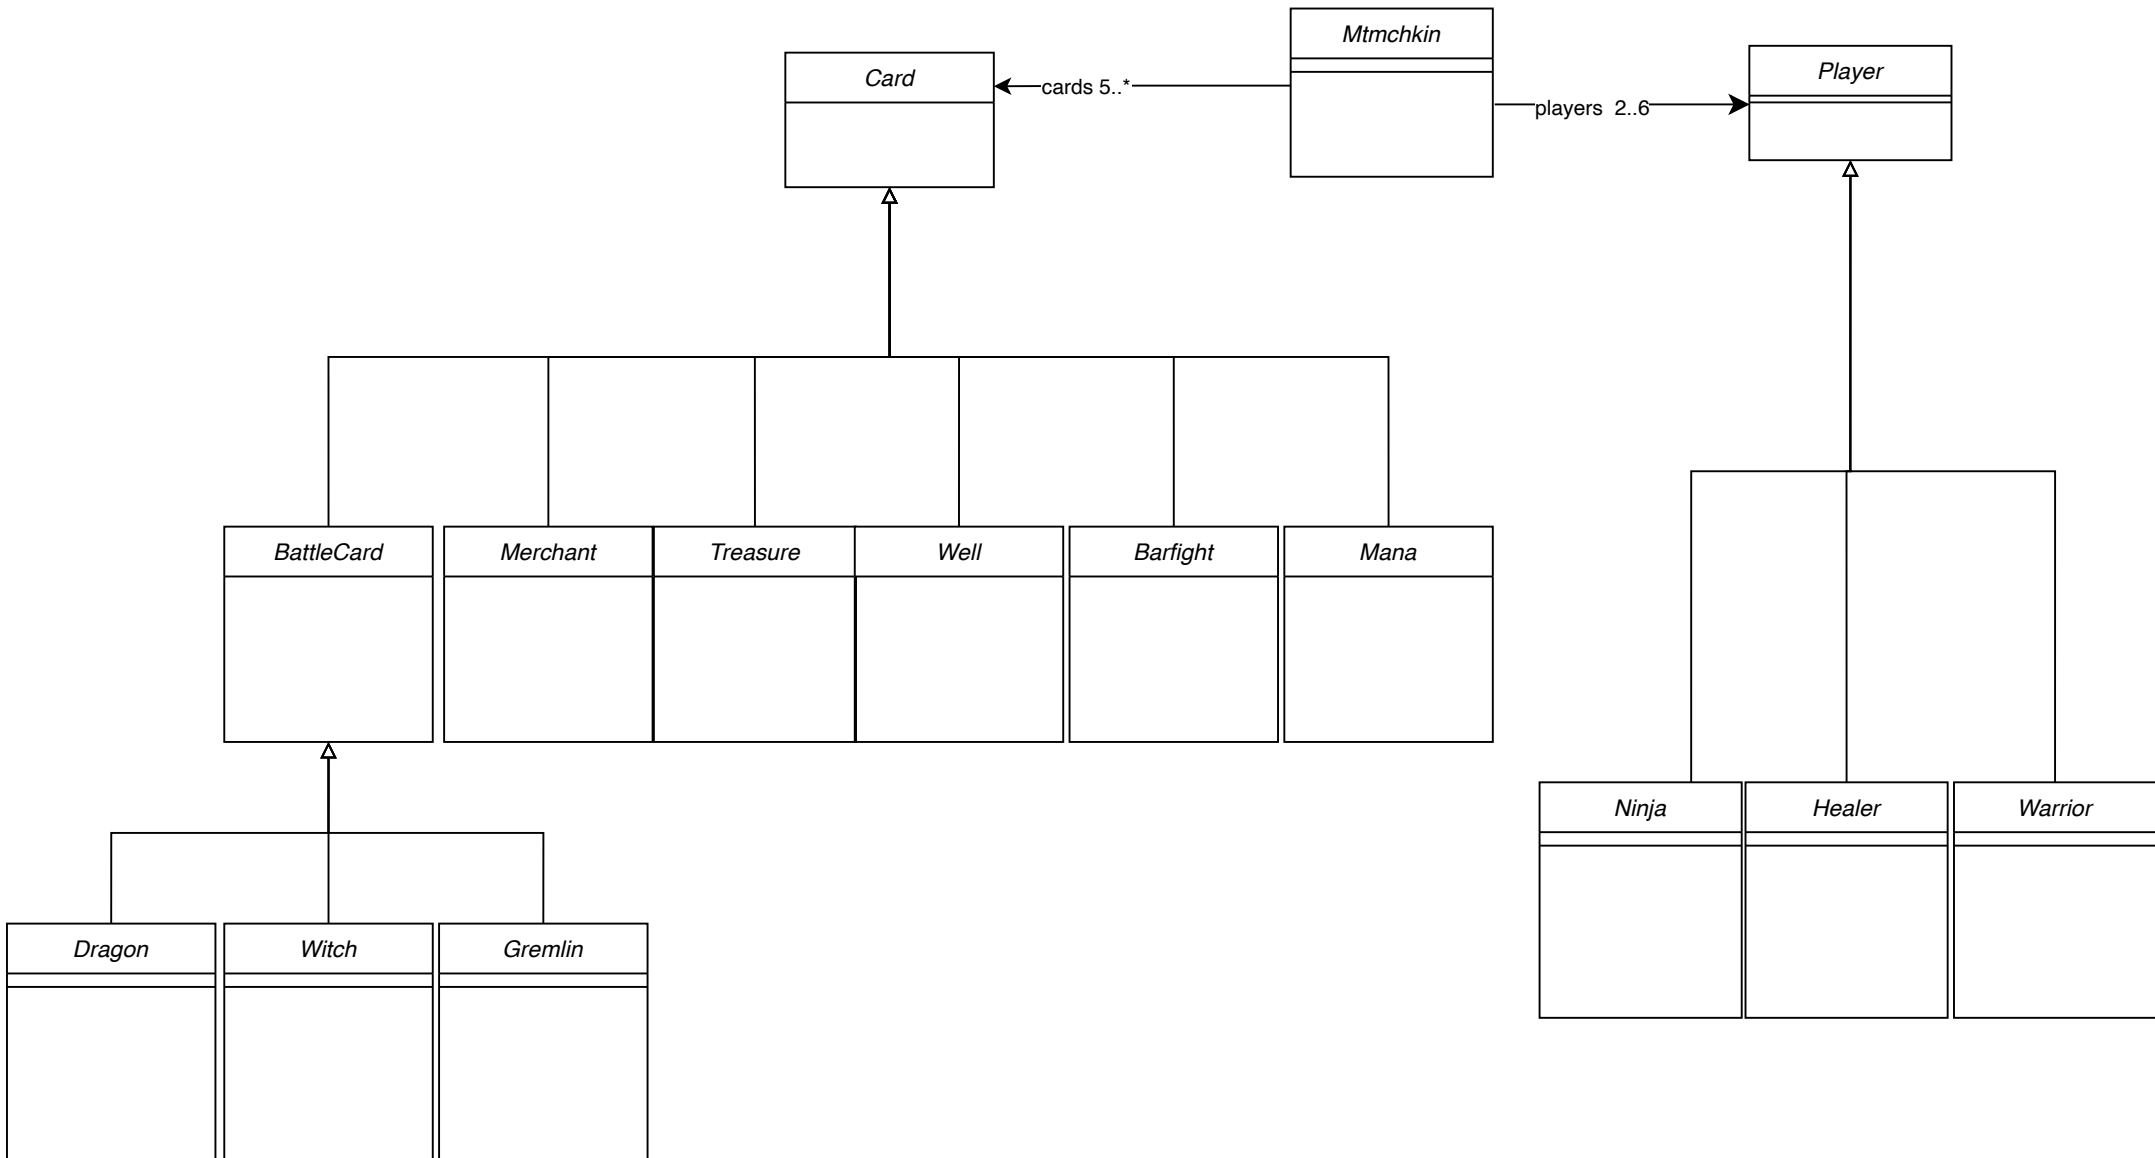 Mtmchkin
Card
Player
cards 5..*
players  2..6
BattleCard
Merchant
Treasure
Well
Barfight
Mana
Ninja
Healer
Warrior
Dragon
Witch
Gremlin